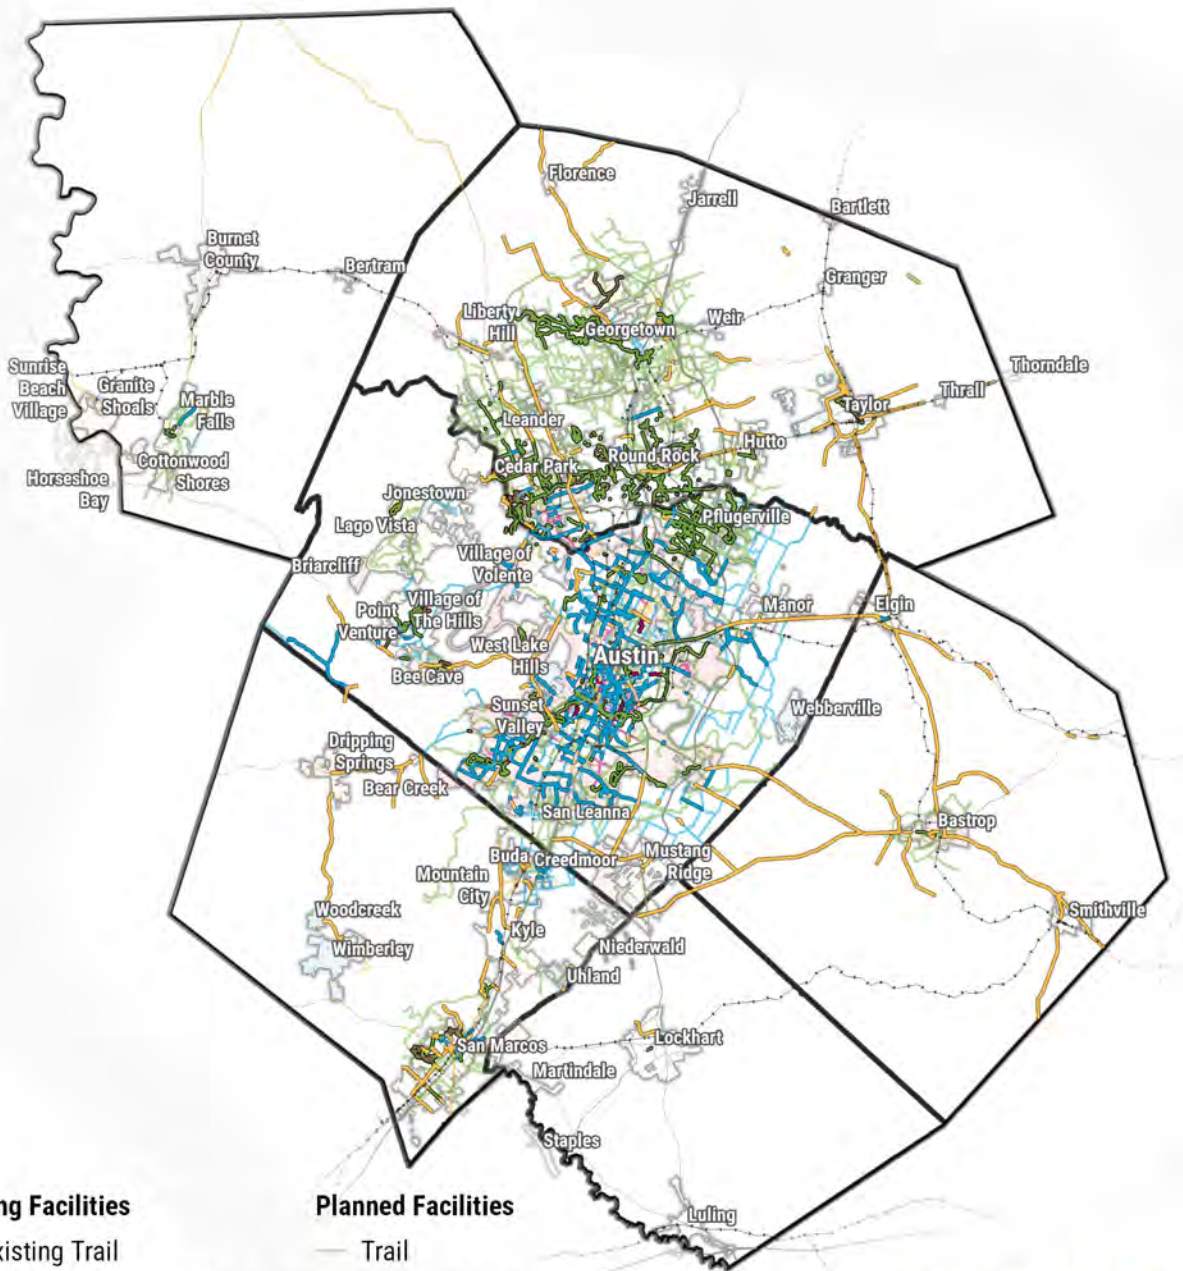 Florence
Jarrell
Bartlett
Burnet
County
Bertram
Granger
Liberty
Hill
Georgetown
Weir
Sunrise
Beach
Village
Granite
Shoals
Marble
Falls
Thorndale
Thrall
Taylor
Leander
Hutto
Cedar Park
Round Rock
Horseshoe
Bay
Cottonwood
Shores
Jonestown
Lago Vista
Pflugerville
Briarcliff
Village of
Volente
Point
Venture
Village of
The Hills
Manor
Elgin
West Lake
Hills
Austin
Bee Cave
Sunset
Valley
Webberville
Dripping
Springs
Bear Creek
San Leanna
Bastrop
Buda
Creedmoor
Mustang
Ridge
Mountain
City
Woodcreek
Kyle
Smithville
Wimberley
Niederwald
Uhland
San Marcos
Lockhart
Martindale
Staples
Luling
ng Facilities
xisting Trail
Planned Facilities
Trail